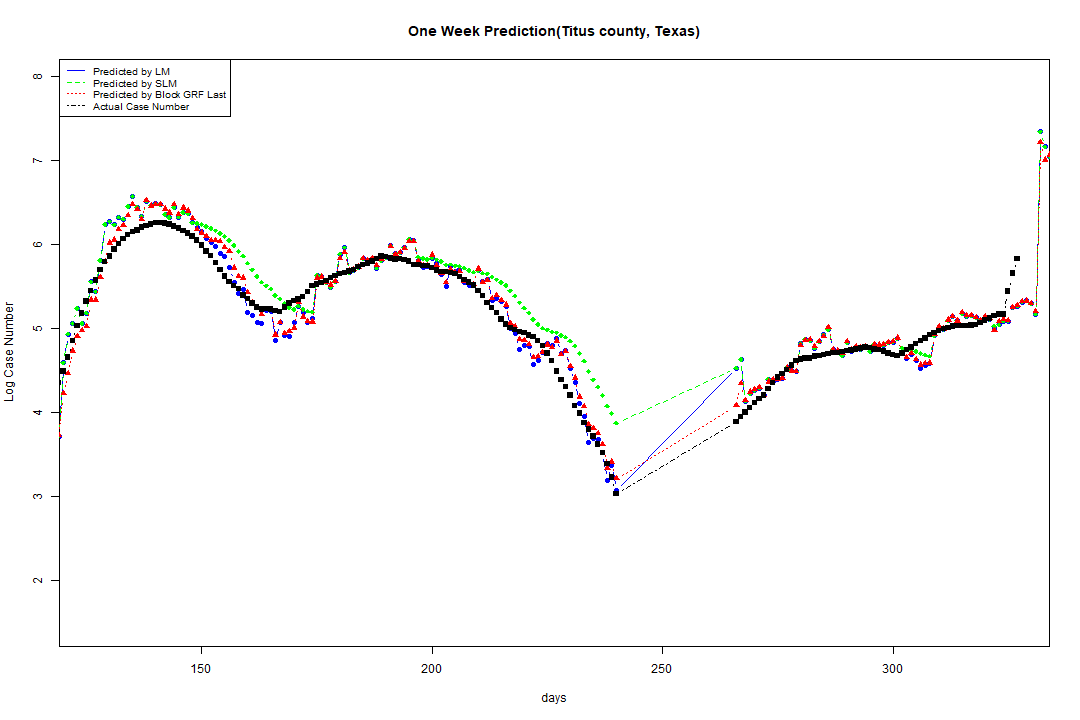 One Week Prediction(Titus county, Texas)
Predicted by LM
Predicted by SLM
Predicted by Block GRF Last
Actual Case Number
8
7
6
5
4
3
2
Log Case Number
150 200 250 300
days